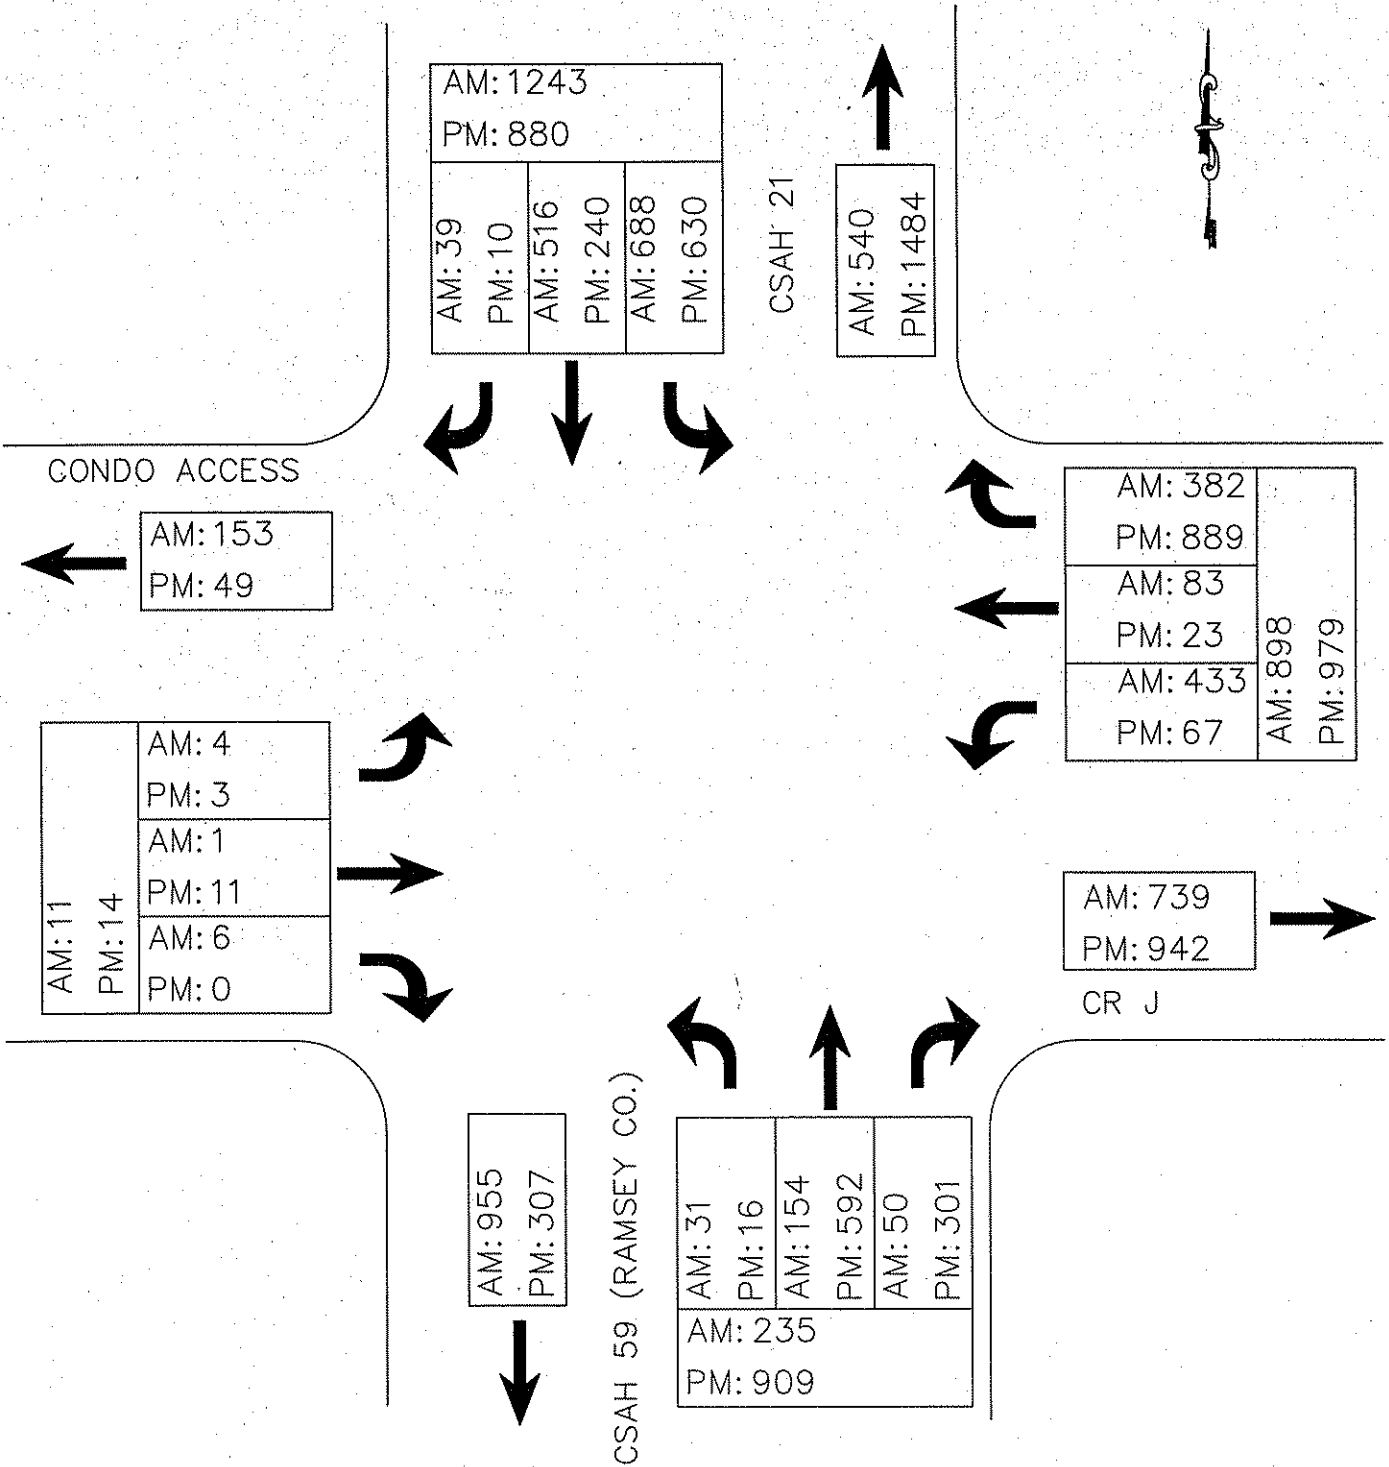 AM: 1243
PM: 880
AM: 39
PM: 10
AM: 516
PM: 240
AM: 688
PM: 630
CSAH 21
AM: 540
PM: 1484
CONDO ACCESS
AM: 153
PM: 49
AM: 382
PM: 889
AM: 83
PM: 23
AM: 433
PM: 67
AM: 898
PM: 979
AM: 11
PM: 14
AM: 4
PM: 3
AM: 1
PM: 11
AM: 6
PM: 0
AM: 739
PM: 942
CR J
AM: 955
PM: 307
CSAH 59 (RAMSEY CO.)
AM: 31
PM: 16
AM: 154
PM: 592
AM: 50
PM: 301
AM: 235
PM: 909